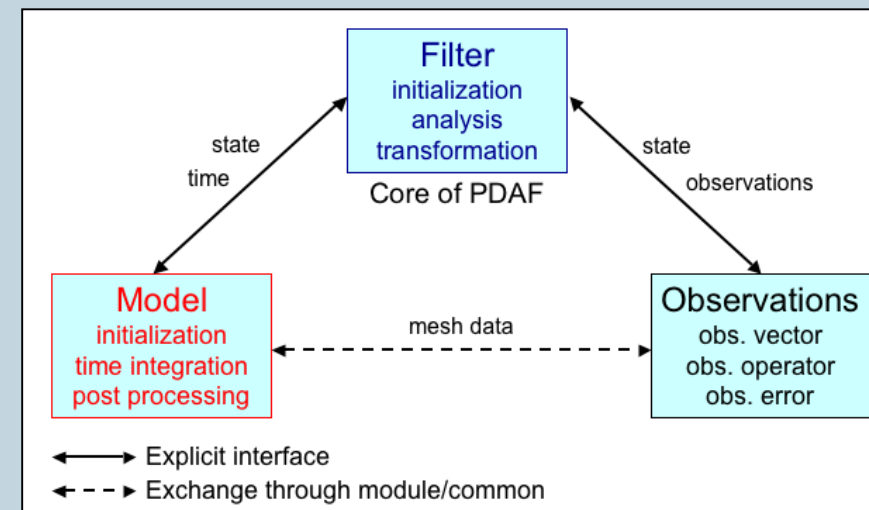 Filter
initialization
analysis
transformation
Core of PDAF
state
time
state
observations
Model
initialization
time integration
post processing
mesh data
Observations
obs. vector
obs. operator
obs. error
Explicit interface
Exchange through module/common